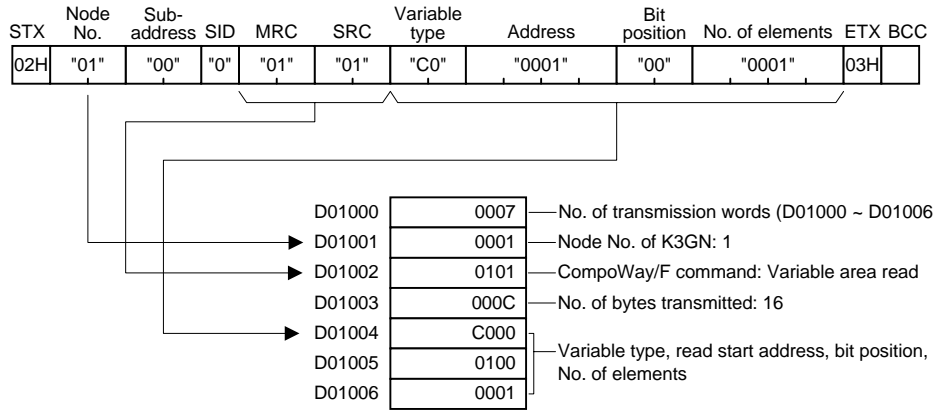 STX Node No. Sub-address SID MRC SRC Variable type Address Bit position No. of elements ETX BCC
02H "01" "00" "0" "01" "01" "C0" "0001" "00" "0001" 03H
D01000 0007 No. of transmission words (D01000 ~ D01006
D01001 0001 Node No. of K3GN: 1
D01002 0101 CompoWay/F command: Variable area read
D01003 000C No. of bytes transmitted: 16
D01004 C000
Variable type, read start address, bit position,
D01005 0100
No. of elements
D01006 0001